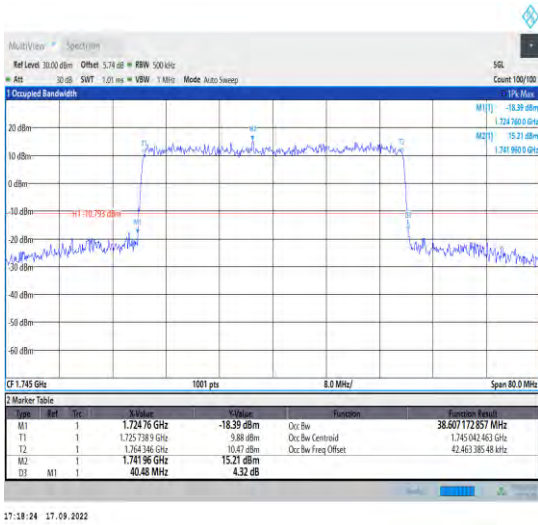 MultiView Spectrum
Ref Level 30.00 dBm Offset 5.74 dB RBW 500 kHz SGL
Att 30 dB SWT 1.01 ms VBW 1 MHz Mode Auto Sweep Count 100/100
1 Occupied Bandwidth 1Pk Max
M1[1] -18.39 dBm
1.724 760 0 GHz
M2[1] 15.21 dBm
1.741 960 0 GHz
20 dBm
M2
T1
T2
10 dBm
0 dBm
-10 dBm
H1 -10.793 dBm
M1
D3
-20 dBm
-30 dBm
-40 dBm
-50 dBm
-60 dBm
CF 1.745 GHz 1001 pts 8.0 MHz/ Span 80.0 MHz
2 Marker Table
Type Ref Trc X-Value Y-Value Function Function Result
M1 1 1.724 76 GHz -18.39 dBm Occ Bw 38.607 172 857 MHz
T1 1 1.725 738 9 GHz 9.88 dBm Occ Bw Centroid 1.745 042 463 GHz
T2 1 1.764 346 GHz 10.47 dBm Occ Bw Freq Offset 42.463 385 48 kHz
M2 1 1.741 96 GHz 15.21 dBm
D3 M1 1 40.48 MHz 4.32 dB
17:18:24 17.09.2022